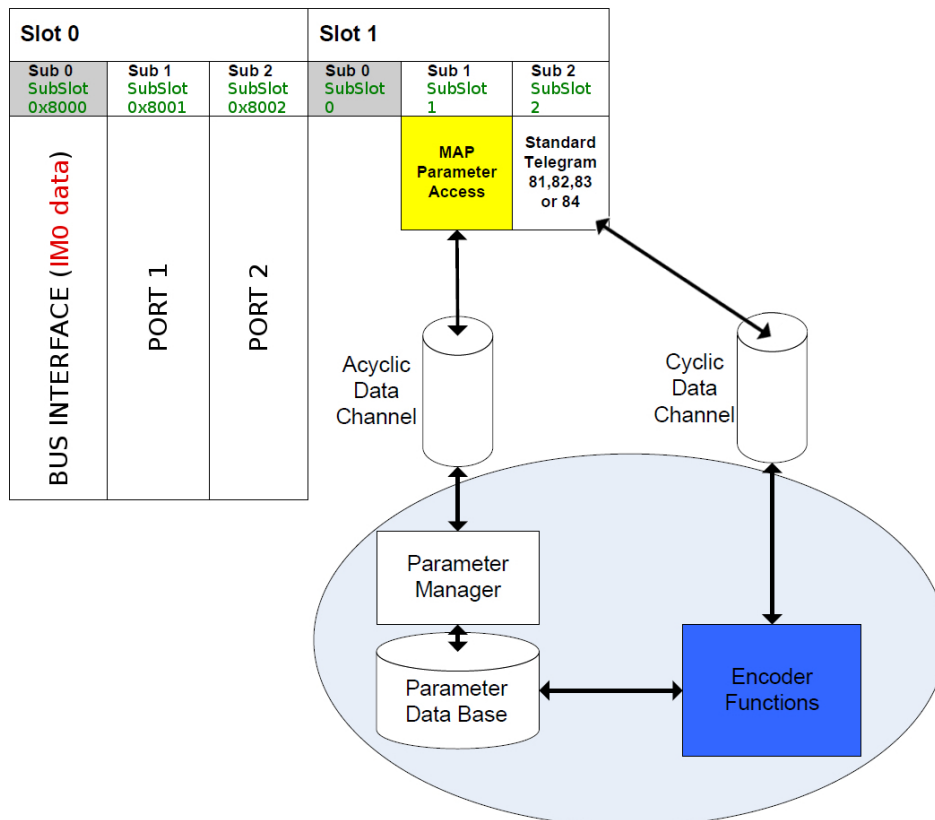 Slot 0
Slot 1
Sub 0
SubSlot
0x8000
Sub 1
SubSlot
0x8001
Sub 2
SubSlot
0x8002
Sub 0
SubSlot
0
Sub 1
SubSlot
1
Sub 2
SubSlot
2
BUS INTERFACE (IMo data)
PORT 1
PORT 2
MAP
Parameter
Access
Standard
Telegram
81,82,83
or 84
Acyclic
Data
Channel
Cyclic
Data
Channel
Parameter
Manager
Parameter
Data Base
Encoder
Functions